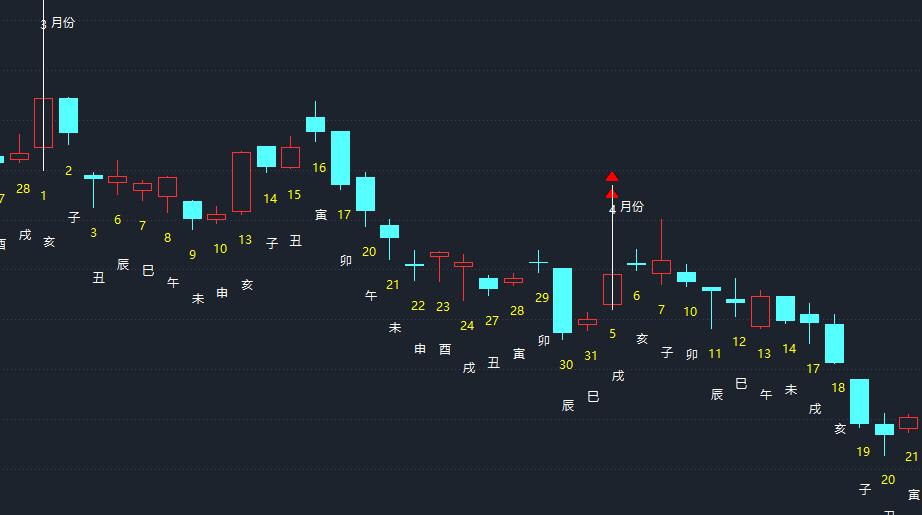 3 月份
4 月份
7
28
1
2
3
6
7
8
9
10
13
14
15
16
17
20
21
22
23
24
27
28
29
30
31
5
6
7
10
11
12
13
14
17
18
19
20
21
酉
戌
亥
子
丑
辰
巳
午
未
申
亥
子
丑
寅
卯
午
未
申
酉
戌
丑
寅
卯
辰
巳
戌
亥
子
卯
辰
巳
午
未
戌
亥
子
丑
寅